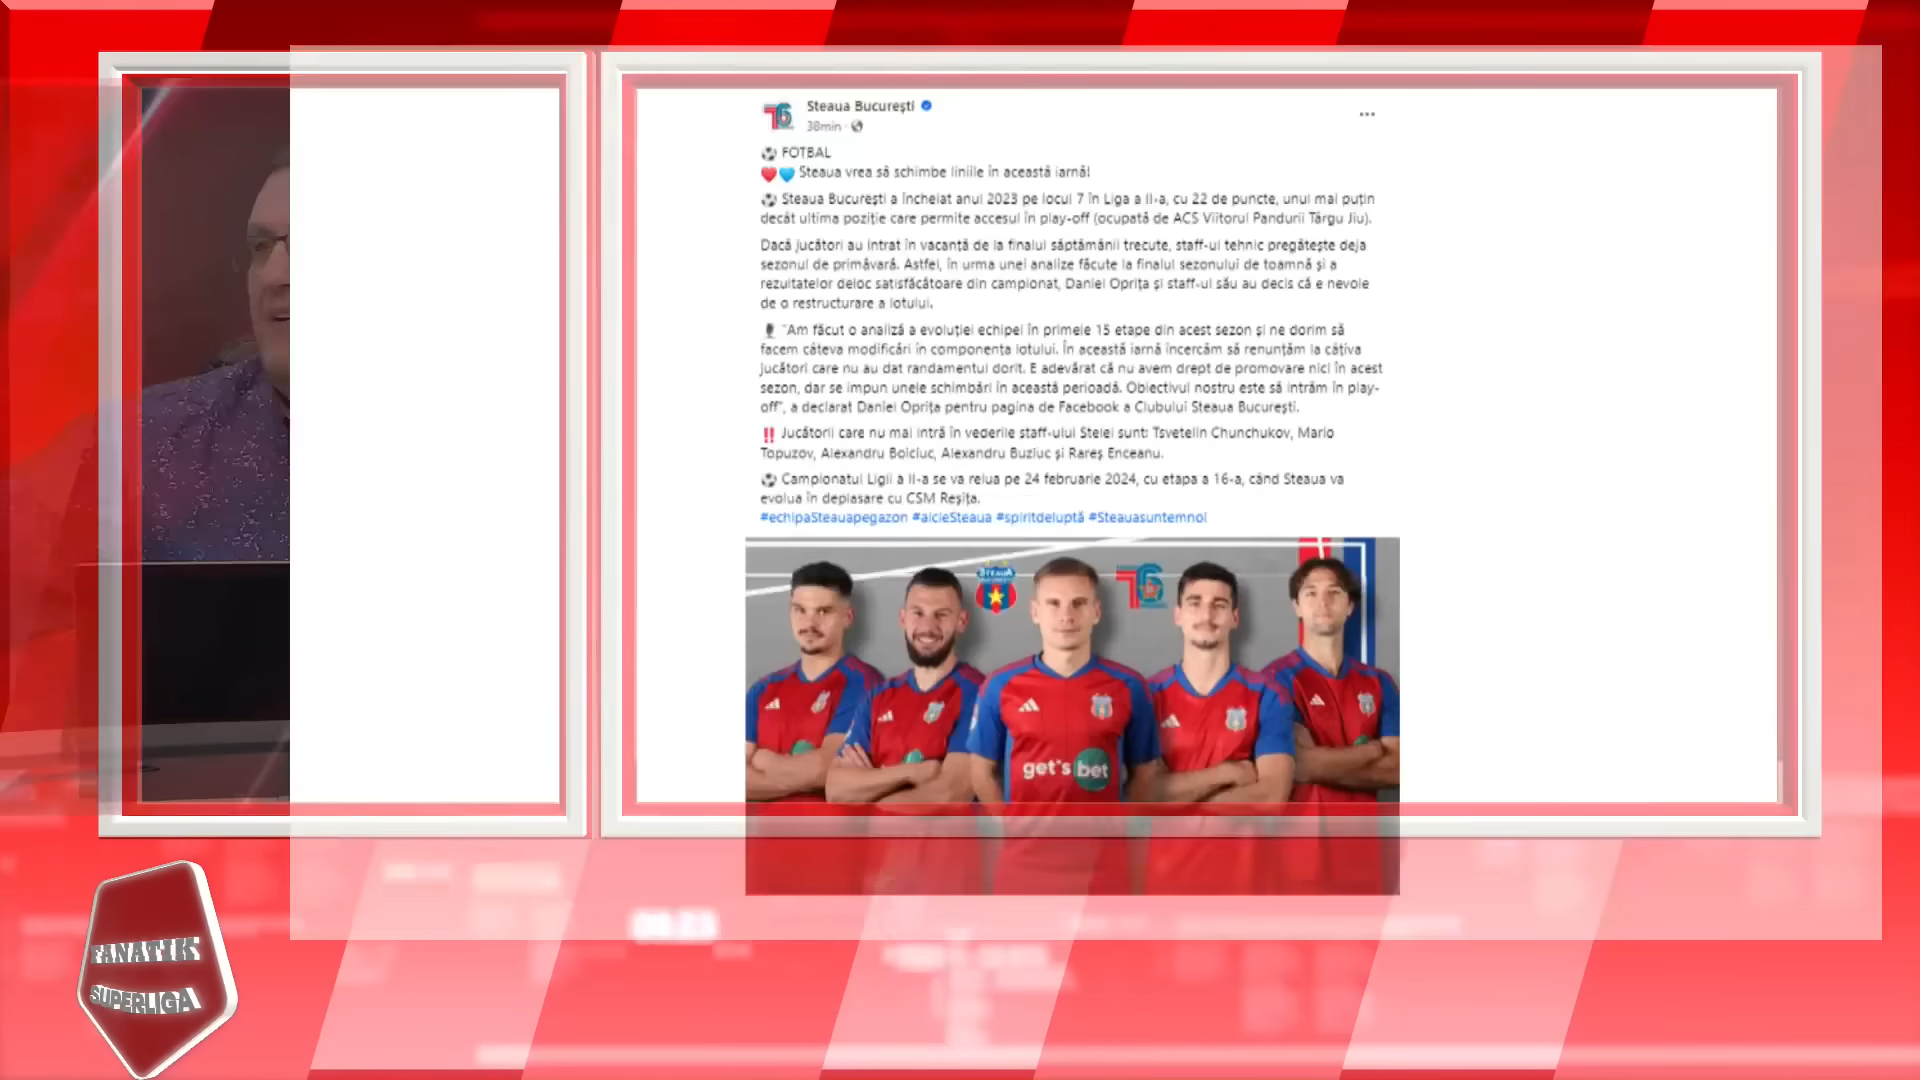 Steaua București
38min
FOTBAL
Steaua vrea să schimbe liniile în această iarnă!
Steaua București a încheiat anul 2023 pe locul 7 în Liga a II-a, cu 22 de puncte, unul mai puțin
decât ultima poziție care permite accesul în play-off (ocupată de ACS Viitorul Pandurii Târgu Jiu).
Dacă jucători au intrat în vacanță de la finalul săptămânii trecute, staff-ul tehnic pregătește deja
sezonul de primăvară. Astfel, în urma unei analize făcute la finalul sezonului de toamnă și a
rezultatelor deloc satisfăcătoare din campionat, Daniel Oprița și staff-ul său au decis că e nevoie
de o restructurare a lotului.
"Am făcut o analiză a evoluției echipei în primele 15 etape din acest sezon și ne dorim să
facem câteva modificări în componența lotului. În această iarnă încercăm să renunțăm la câțiva
jucători care nu au dat randamentul dorit. E adevărat că nu avem drept de promovare nici în acest
sezon, dar se impun unele schimbări în această perioadă. Obiectivul nostru este să intrăm în play-
off", a declarat Daniel Oprița pentru pagina de Facebook a Clubului Steaua București.
Jucătorii care nu mai intră în vederile staff-ului Stelei sunt: Tsvetelin Chunchukov, Mario
Topuzov, Alexandru Boiciuc, Alexandru Buziuc și Rareș Enceanu.
Campionatul Ligii a II-a se va relua pe 24 februarie 2024, cu etapa a 16-a, când Steaua va
evolua în deplasare cu CSM Reșița.
#echipaSteauapegazon #aicieSteaua #spiritdeluptă #Steauasuntemnoi
STEAUA
76
get's bet
FANATIK
SUPERLIGA